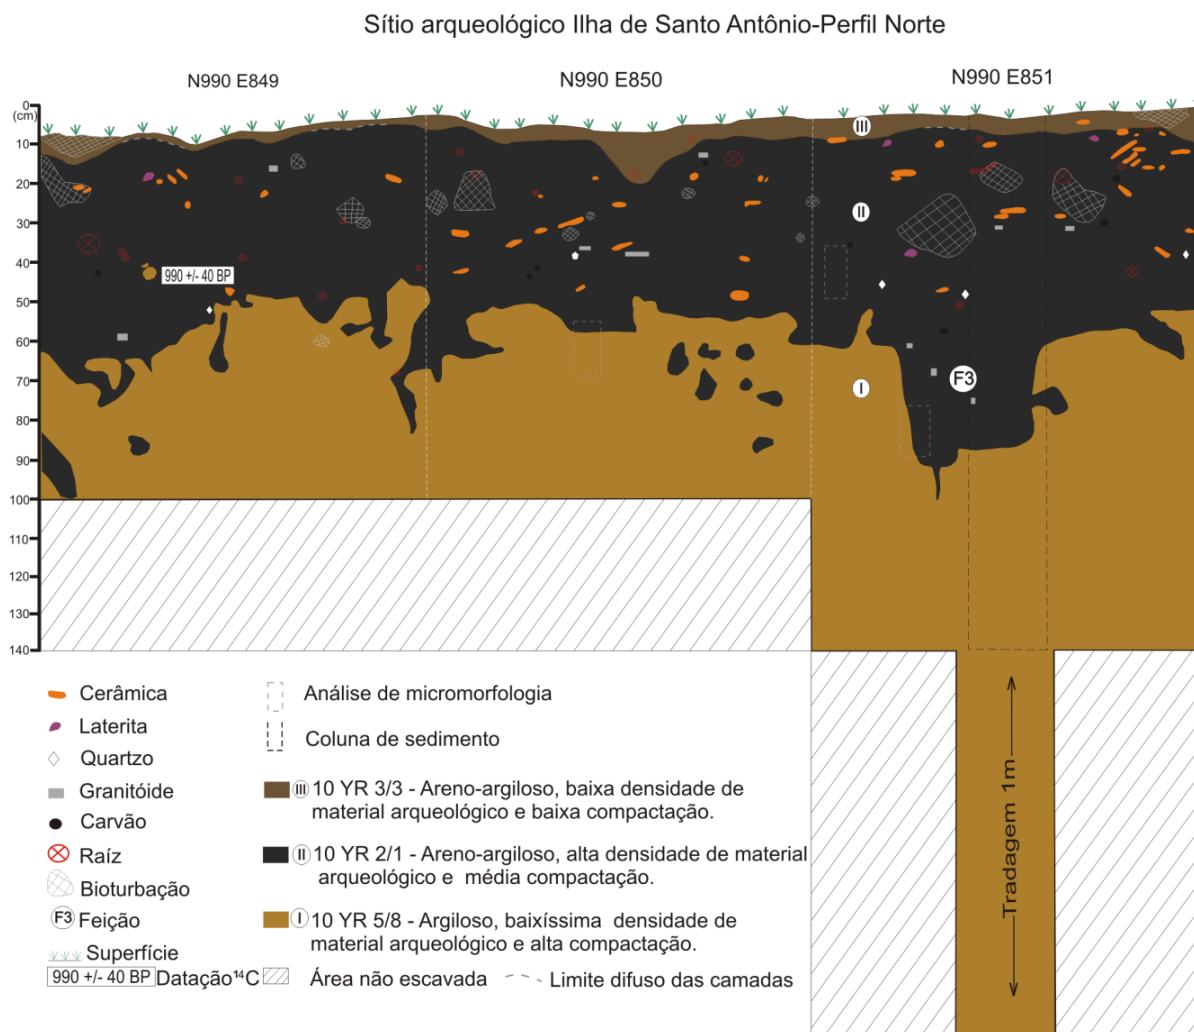 Sítio arqueológico Ilha de Santo Antônio-Perfil Norte
N990 E849
N990 E850
N990 E851
0
(cm)
10
20
30
40
50
60
70
80
90
100
110
120
130
140
III
II
I
F3
990 +/- 40 BP
Tradagem 1m
Cerâmica
Laterita
Quartzo
Granitóide
Carvão
Raíz
Bioturbação
F3 Feição
Superfície
990 +/- 40 BP Datação¹⁴C
Análise de micromorfologia
Coluna de sedimento
III 10 YR 3/3 - Areno-argiloso, baixa densidade de
material arqueológico e baixa compactação.
II 10 YR 2/1 - Areno-argiloso, alta densidade de material
arqueológico e média compactação.
I 10 YR 5/8 - Argiloso, baixíssima densidade de
material arqueológico e alta compactação.
Área não escavada
Limite difuso das camadas